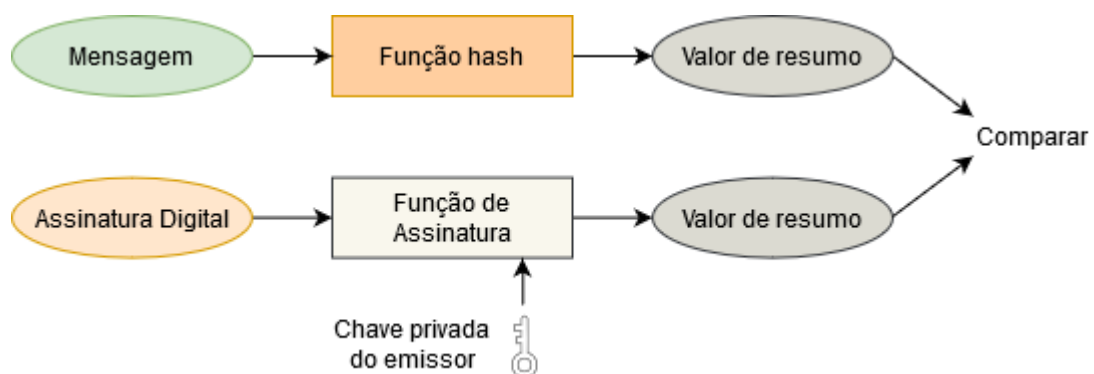 Mensagem
Função hash
Valor de resumo
Comparar
Assinatura Digital
Função de
Assinatura
Valor de resumo
Chave privada
do emissor